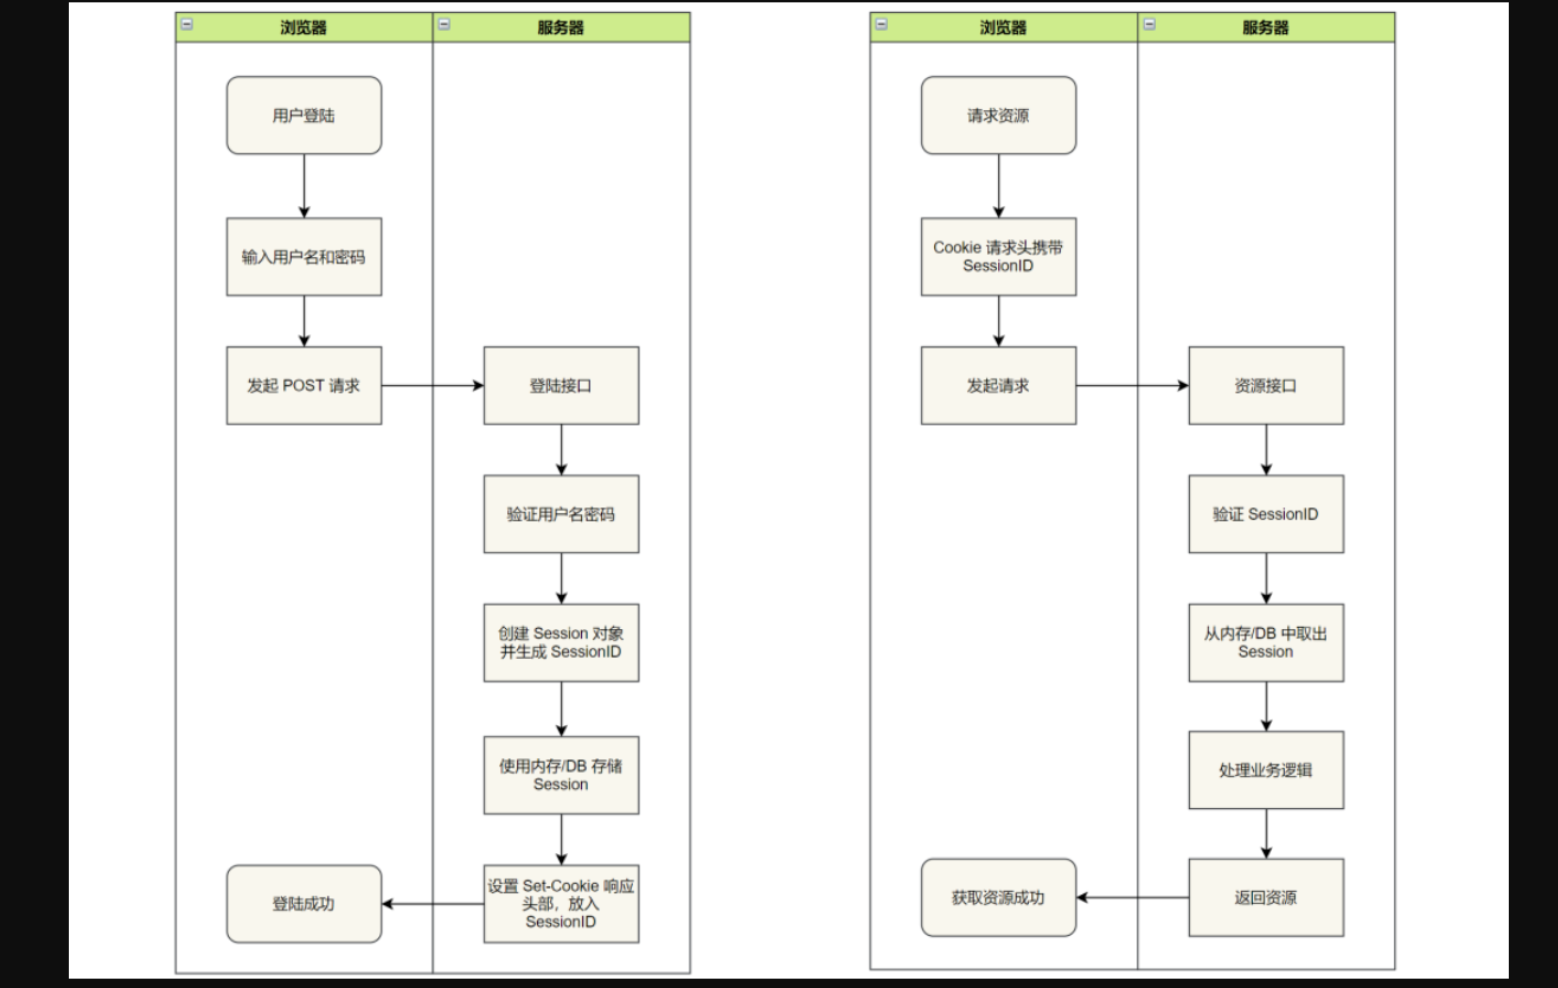 浏览器
服务器
用户登陆
输入用户名和密码
发起 POST 请求
登陆接口
验证用户名密码
创建 Session 对象
并生成 SessionID
使用内存/DB 存储
Session
设置 Set-Cookie 响应
头部，放入
SessionID
登陆成功
浏览器
服务器
请求资源
Cookie 请求头携带
SessionID
发起请求
资源接口
验证 SessionID
从内存/DB 中取出
Session
处理业务逻辑
返回资源
获取资源成功